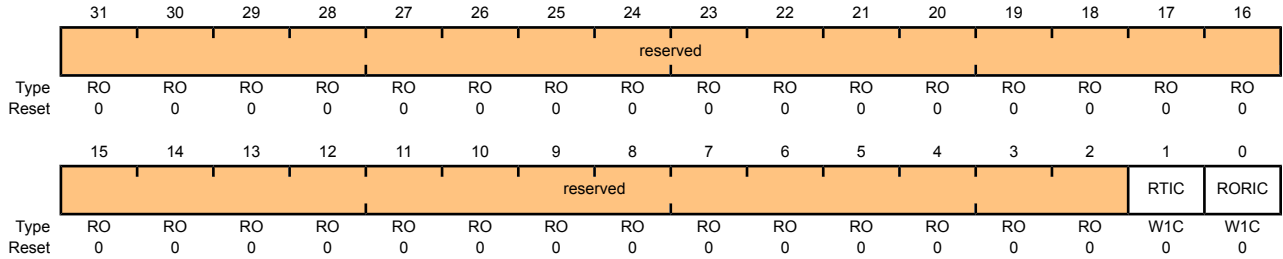 31 30 29 28 27 26 25 24 23 22 21 20 19 18 17 16
reserved
Type RO RO RO RO RO RO RO RO RO RO RO RO RO RO RO RO
Reset 0 0 0 0 0 0 0 0 0 0 0 0 0 0 0 0
15 14 13 12 11 10 9 8 7 6 5 4 3 2 1 0
reserved RTIC RORIC
Type RO RO RO RO RO RO RO RO RO RO RO RO RO RO W1C W1C
Reset 0 0 0 0 0 0 0 0 0 0 0 0 0 0 0 0